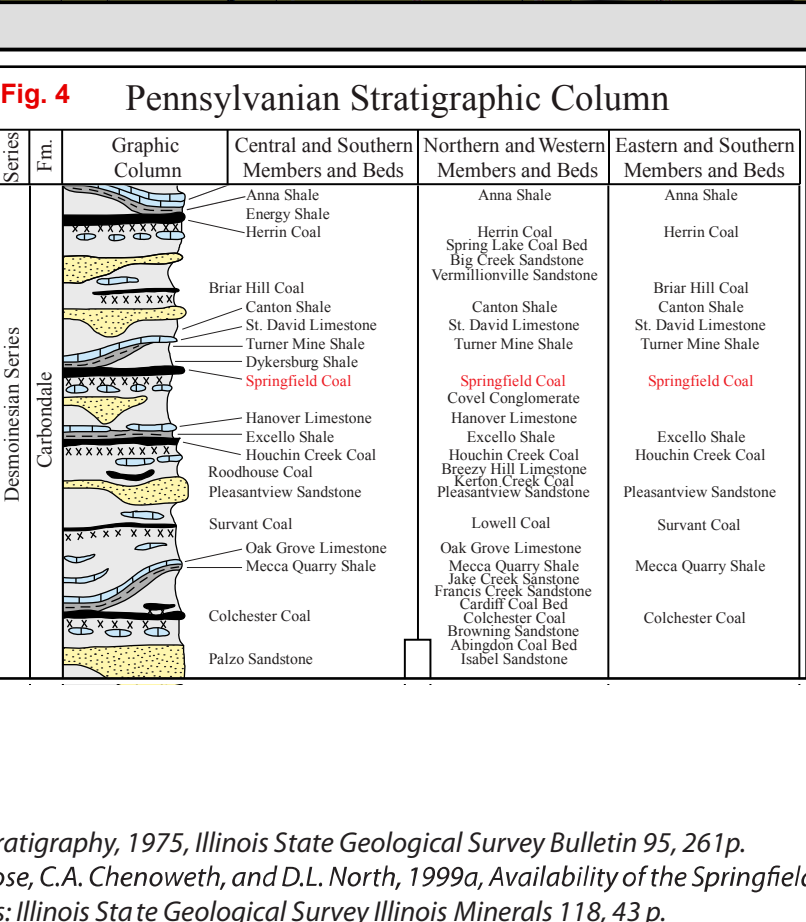 Fig. 4
Pennsylvanian Stratigraphic Column
Series
Fm.
Graphic
Column
Central and Southern
Members and Beds
Northern and Western
Members and Beds
Eastern and Southern
Members and Beds
Desmoinesian Series
Carbondale
Anna Shale
Energy Shale
Herrin Coal
Briar Hill Coal
Canton Shale
St. David Limestone
Turner Mine Shale
Dykersburg Shale
Springfield Coal
Hanover Limestone
Excello Shale
Houchin Creek Coal
Roodhouse Coal
Pleasantview Sandstone
Survant Coal
Oak Grove Limestone
Mecca Quarry Shale
Colchester Coal
Palzo Sandstone
Anna Shale
Herrin Coal
Spring Lake Coal Bed
Big Creek Sandstone
Vermillionville Sandstone
Canton Shale
St. David Limestone
Turner Mine Shale
Springfield Coal
Covel Conglomerate
Hanover Limestone
Excello Shale
Houchin Creek Coal
Breezy Hill Limestone
Kerton Creek Coal
Pleasantview Sandstone
Lowell Coal
Oak Grove Limestone
Mecca Quarry Shale
Jake Creek Sanstone
Francis Creek Sandstone
Cardiff Coal Bed
Colchester Coal
Browning Sandstone
Abingdon Coal Bed
Isabel Sandstone
Anna Shale
Herrin Coal
Briar Hill Coal
Canton Shale
St. David Limestone
Turner Mine Shale
Springfield Coal
Excello Shale
Houchin Creek Coal
Pleasantview Sandstone
Survant Coal
Mecca Quarry Shale
Colchester Coal
ratigraphy, 1975, Illinois State Geological Survey Bulletin 95, 261p.
ose, C.A. Chenoweth, and D.L. North, 1999a, Availability of the Springfield
s: Illinois State Geological Survey Illinois Minerals 118, 43 p.